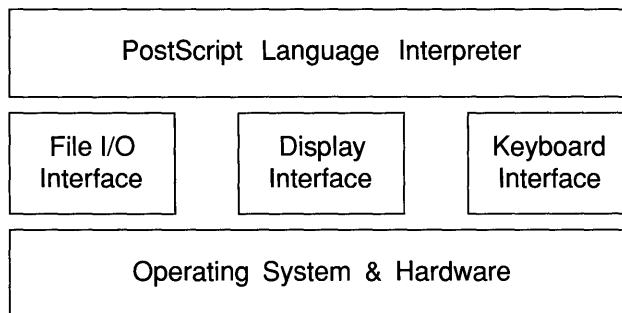 PostScript Language Interpreter
File I/O
Interface
Display
Interface
Keyboard
Interface
Operating System & Hardware